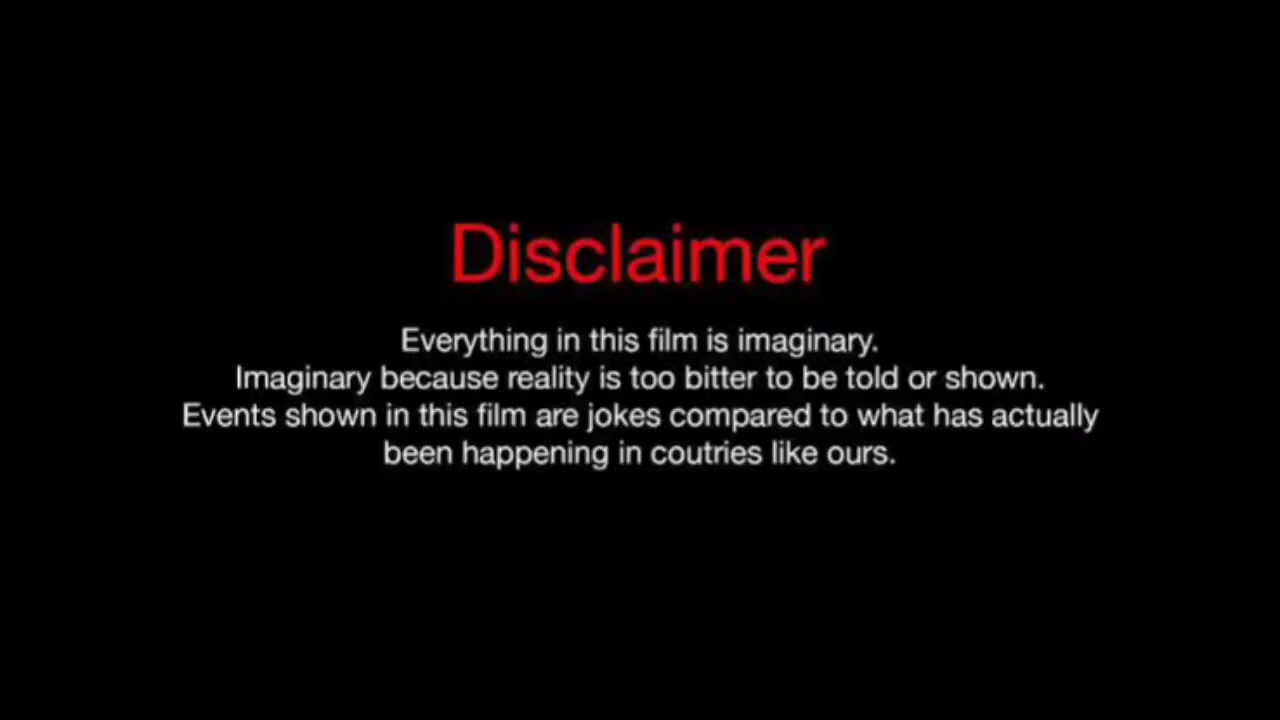 Disclaimer
Everything in this film is imaginary.
Imaginary because reality is too bitter to be told or shown.
Events shown in this film are jokes compared to what has actually
been happening in coutries like ours.